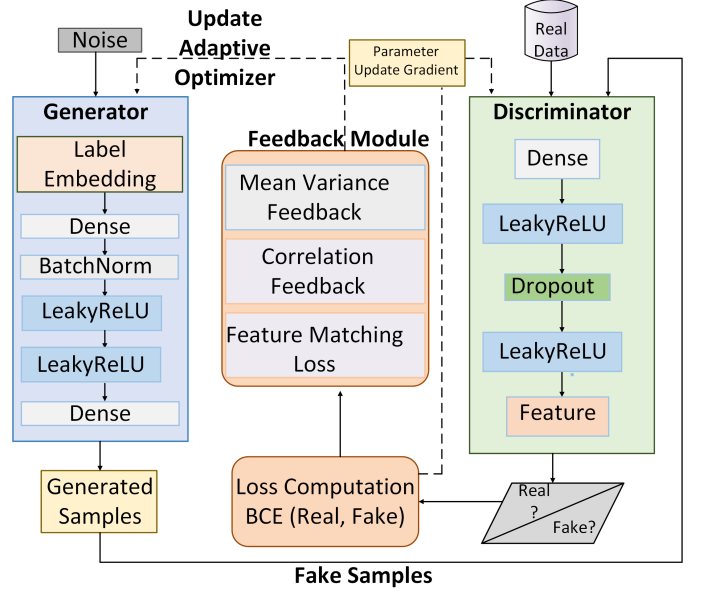 Noise
Update
Adaptive
Optimizer
Parameter
Update Gradient
Real
Data
Generator
Label
Embedding
Dense
BatchNorm
LeakyReLU
LeakyReLU
Dense
Generated
Samples
Feedback Module
Mean Variance
Feedback
Correlation
Feedback
Feature Matching
Loss
Loss Computation
BCE (Real, Fake)
Discriminator
Dense
LeakyReLU
Dropout
LeakyReLU
Feature
Real
?
Fake?
Fake Samples